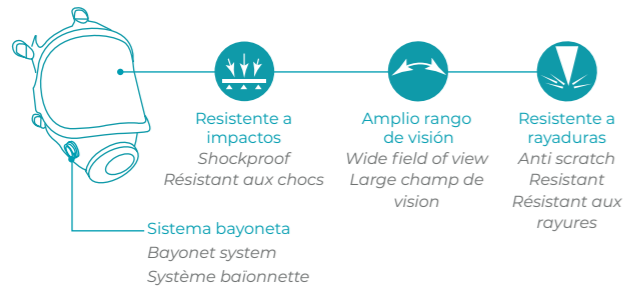 Resistente a
impactos
Shockproof
Résistant aux chocs
Amplio rango
de visión
Wide field of view
Large champ de
vision
Resistente a
rayaduras
Anti scratch
Resistant
Résistant aux
rayures
Sistema bayoneta
Bayonet system
Système baïonnette